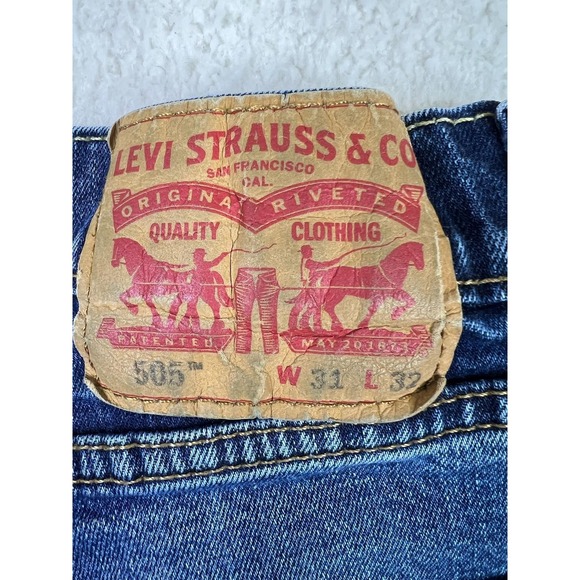 LEVI STRAUSS & CO
SAN FRANCISCO
CAL.
ORIGINAL RIVETED
QUALITY CLOTHING
PATENTED MAY 20 1873
505™ W 31 L 32